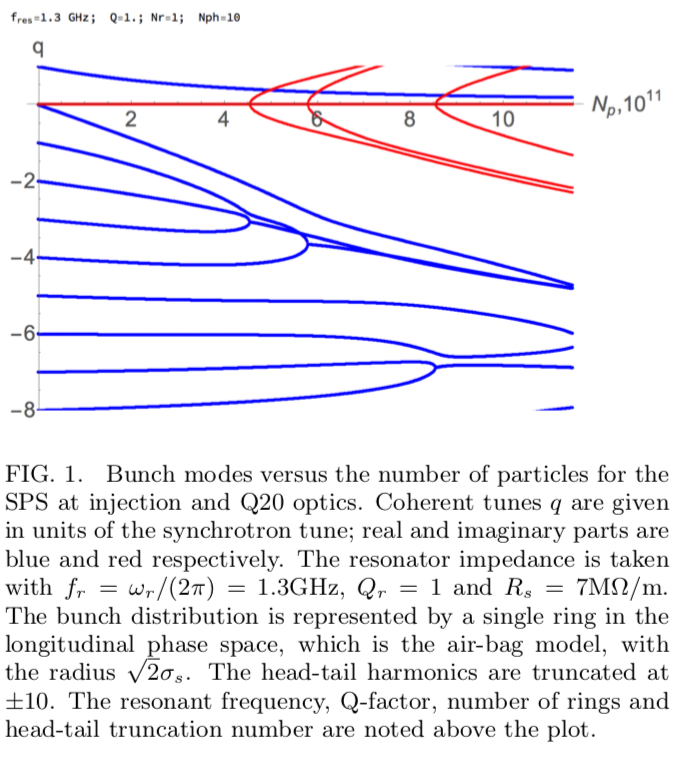 f_res=1.3 GHz; Q=1.; Nr=1; Nph=10
q
N_p,10^11
2 4 6 8 10
-2
-4
-6
-8
FIG. 1. Bunch modes versus the number of particles for the
SPS at injection and Q20 optics. Coherent tunes q are given
in units of the synchrotron tune; real and imaginary parts are
blue and red respectively. The resonator impedance is taken
with f_r = ω_r/(2π) = 1.3GHz, Q_r = 1 and R_s = 7MΩ/m.
The bunch distribution is represented by a single ring in the
longitudinal phase space, which is the air-bag model, with
the radius √2σ_s. The head-tail harmonics are truncated at
±10. The resonant frequency, Q-factor, number of rings and
head-tail truncation number are noted above the plot.